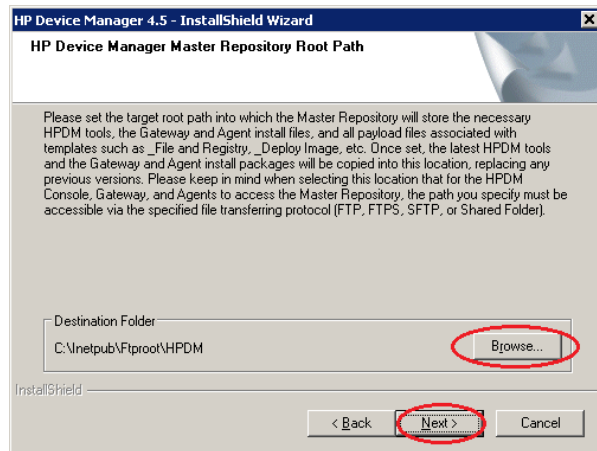 HP Device Manager 4.5 - InstallShield Wizard
HP Device Manager Master Repository Root Path
Please set the target root path into which the Master Repository will store the necessary
HPDM tools, the Gateway and Agent install files, and all payload files associated with
templates such as _File and Registry, _Deploy Image, etc. Once set, the latest HPDM tools
and the Gateway and Agent install packages will be copied into this location, replacing any
previous versions. Please keep in mind when selecting this location that for the HPDM
Console, Gateway, and Agents to access the Master Repository, the path you specify must be
accessible via the specified file transferring protocol (FTP, FTPS, SFTP, or Shared Folder).
Destination Folder
C:\Inetpub\Ftproot\HPDM
Browse...
InstallShield
< Back
Next >
Cancel